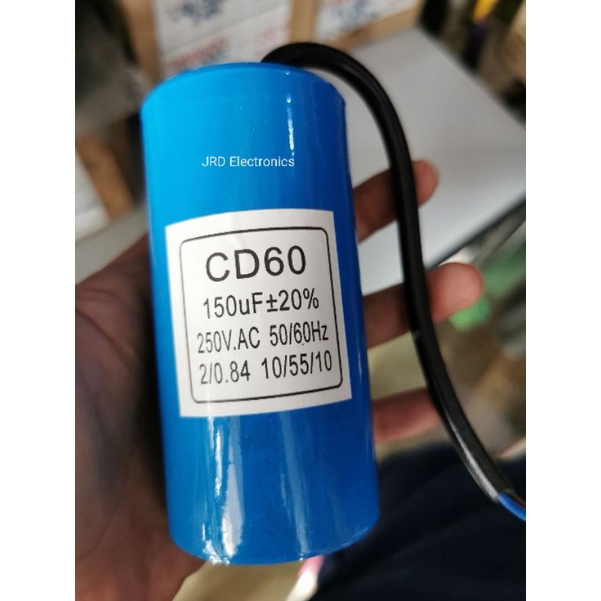 JRD Electronics
CD60
150uF±20%
250V.AC 50/60Hz
2/0.84 10/55/10